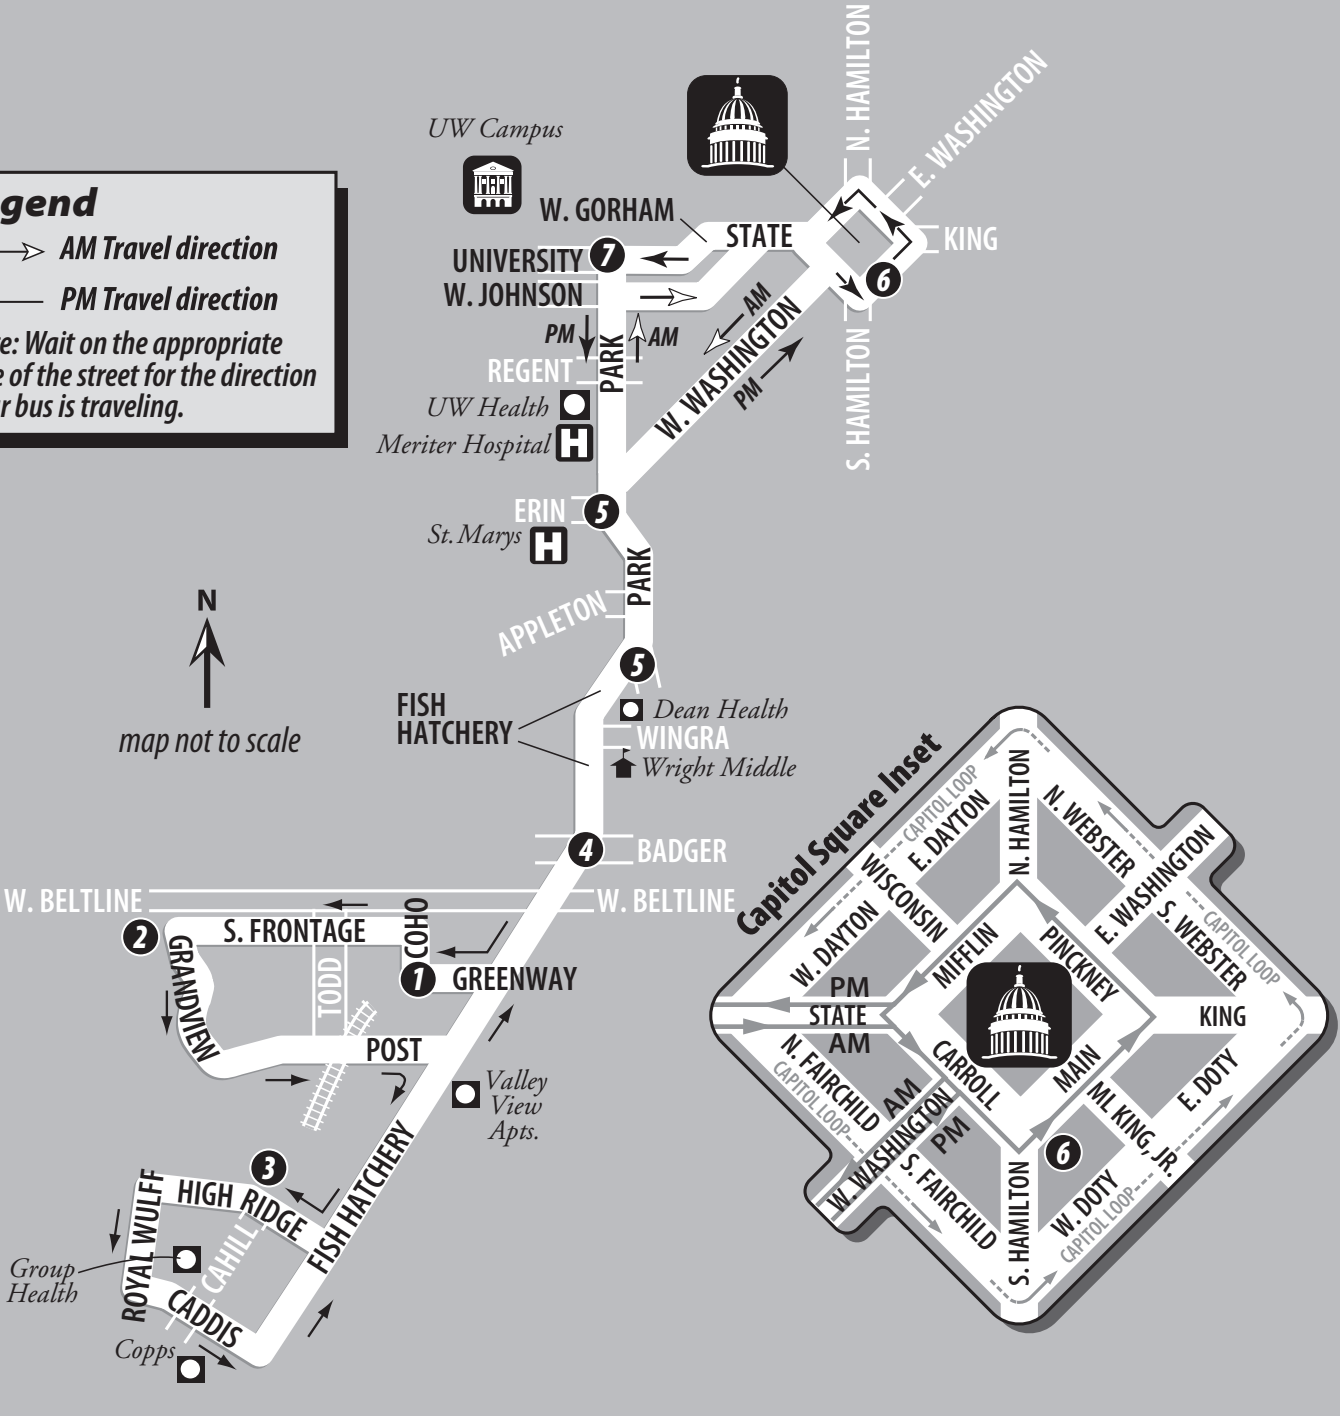 N. HAMILTON
E. WASHINGTON
UW Campus
W. GORHAM
STATE
KING
UNIVERSITY
7
W. JOHNSON
6
gend
AM Travel direction
PM Travel direction
e: Wait on the appropriate
e of the street for the direction
r bus is traveling.
PM
AM
AM
PARK
REGENT
W. WASHINGTON
PM
S. HAMILTON
UW Health
Meriter Hospital
H
ERIN
5
St. Marys
H
PARK
N
APPLETON
5
map not to scale
FISH
HATCHERY
Dean Health
WINGRA
Wright Middle
4
BADGER
W. BELTLINE
W. BELTLINE
2
S. FRONTAGE
COHO
GRANDVIEW
TODD
1
GREENWAY
POST
Valley
View
Apts.
FISH HATCHERY
3
HIGH RIDGE
ROYAL WULFF
CAHILL
Group
Health
CADDIS
Copps
Capitol Square Inset
CAPITOL LOOP
E. DAYTON
N. HAMILTON
N. WEBSTER
E. WASHINGTON
WISCONSIN
W. DAYTON
MIFFLIN
PINCKNEY
S. WEBSTER
CAPITOL LOOP
PM
STATE
AM
KING
N. FAIRCHILD
CAPITOL LOOP
CARROLL
MAIN
ML KING, JR.
E. DOTY
AM
W. WASHINGTON
PM
S. FAIRCHILD
6
S. HAMILTON
W. DOTY
CAPITOL LOOP